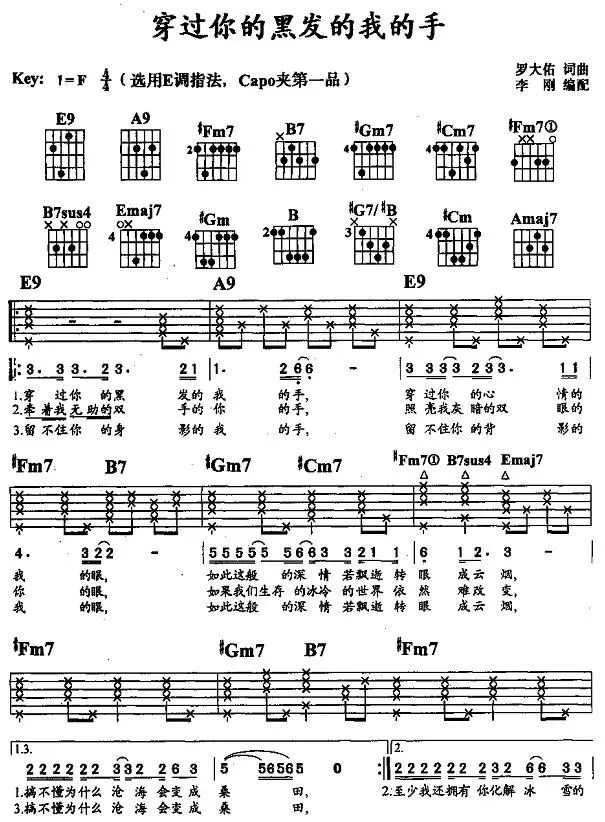 穿过你的黑发的我的手
Key: 1=F 4/4 (选用E调指法, Capo夹第一品)
罗大佑 词曲
李 刚 编配
E9 A9 #Fm7 B7 #Gm7 #Cm7 #Fm7①
2 4 4
B7sus4 Emaj7 #Gm B #G7/#B #Cm Amaj7
4 4 2 3 4
E9 A9 E9
3. 3 3. 2 3. 2 1 1. 2 6 6. 3 3 3 3 2 3 3. 1 1
1.穿 过你 的黑 发的 我 的手, 穿过你 的心 情的
2.牵着我无助的双 手的 你 的手, 照 亮我灰暗的双 眼的
3.留 不住你 的身 影的 我 的手, 留 不住你 的背 影的
#Fm7 B7 #Gm7 #Cm7 #Fm7① B7sus4 Emaj7
4. 3 2 2 - 5 5 5 5 5 5 5 6 6 3 3 2 1 1 6 1 2. 3
我 的眼, 如此这般 的深 情 若飘逝 转 眼 成云 烟,
你 的眼, 如果我们生存 的冰冷 的世界 依 然 难改 变,
我 的眼, 如此这般 的深 情 若飘逝 转 眼 成云 烟,
#Fm7 #Gm7 B7 #Fm7
1.3. 2.
2 2 2 2 2 2 3 2 2 2 6 3 5 5 6 5 6 5 0 2 2 2 2 2 2 2 2 3 3 3
1.搞不懂为什么 沧 海 会变成 桑 田, 2.至少我还拥有 你化解 冰 雪的
3.搞不懂为什么 沧 海 会变成 桑 田,